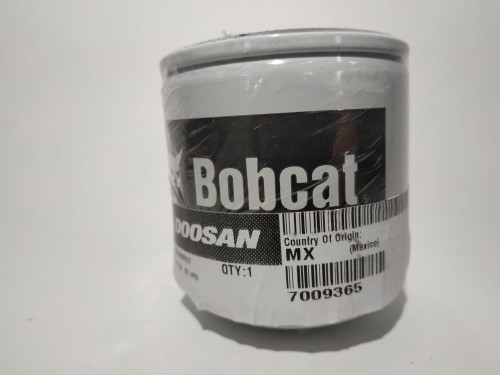 Bobcat
DOOSAN
Country Of Origin:
MX (Mexico)
QTY:1
7009365